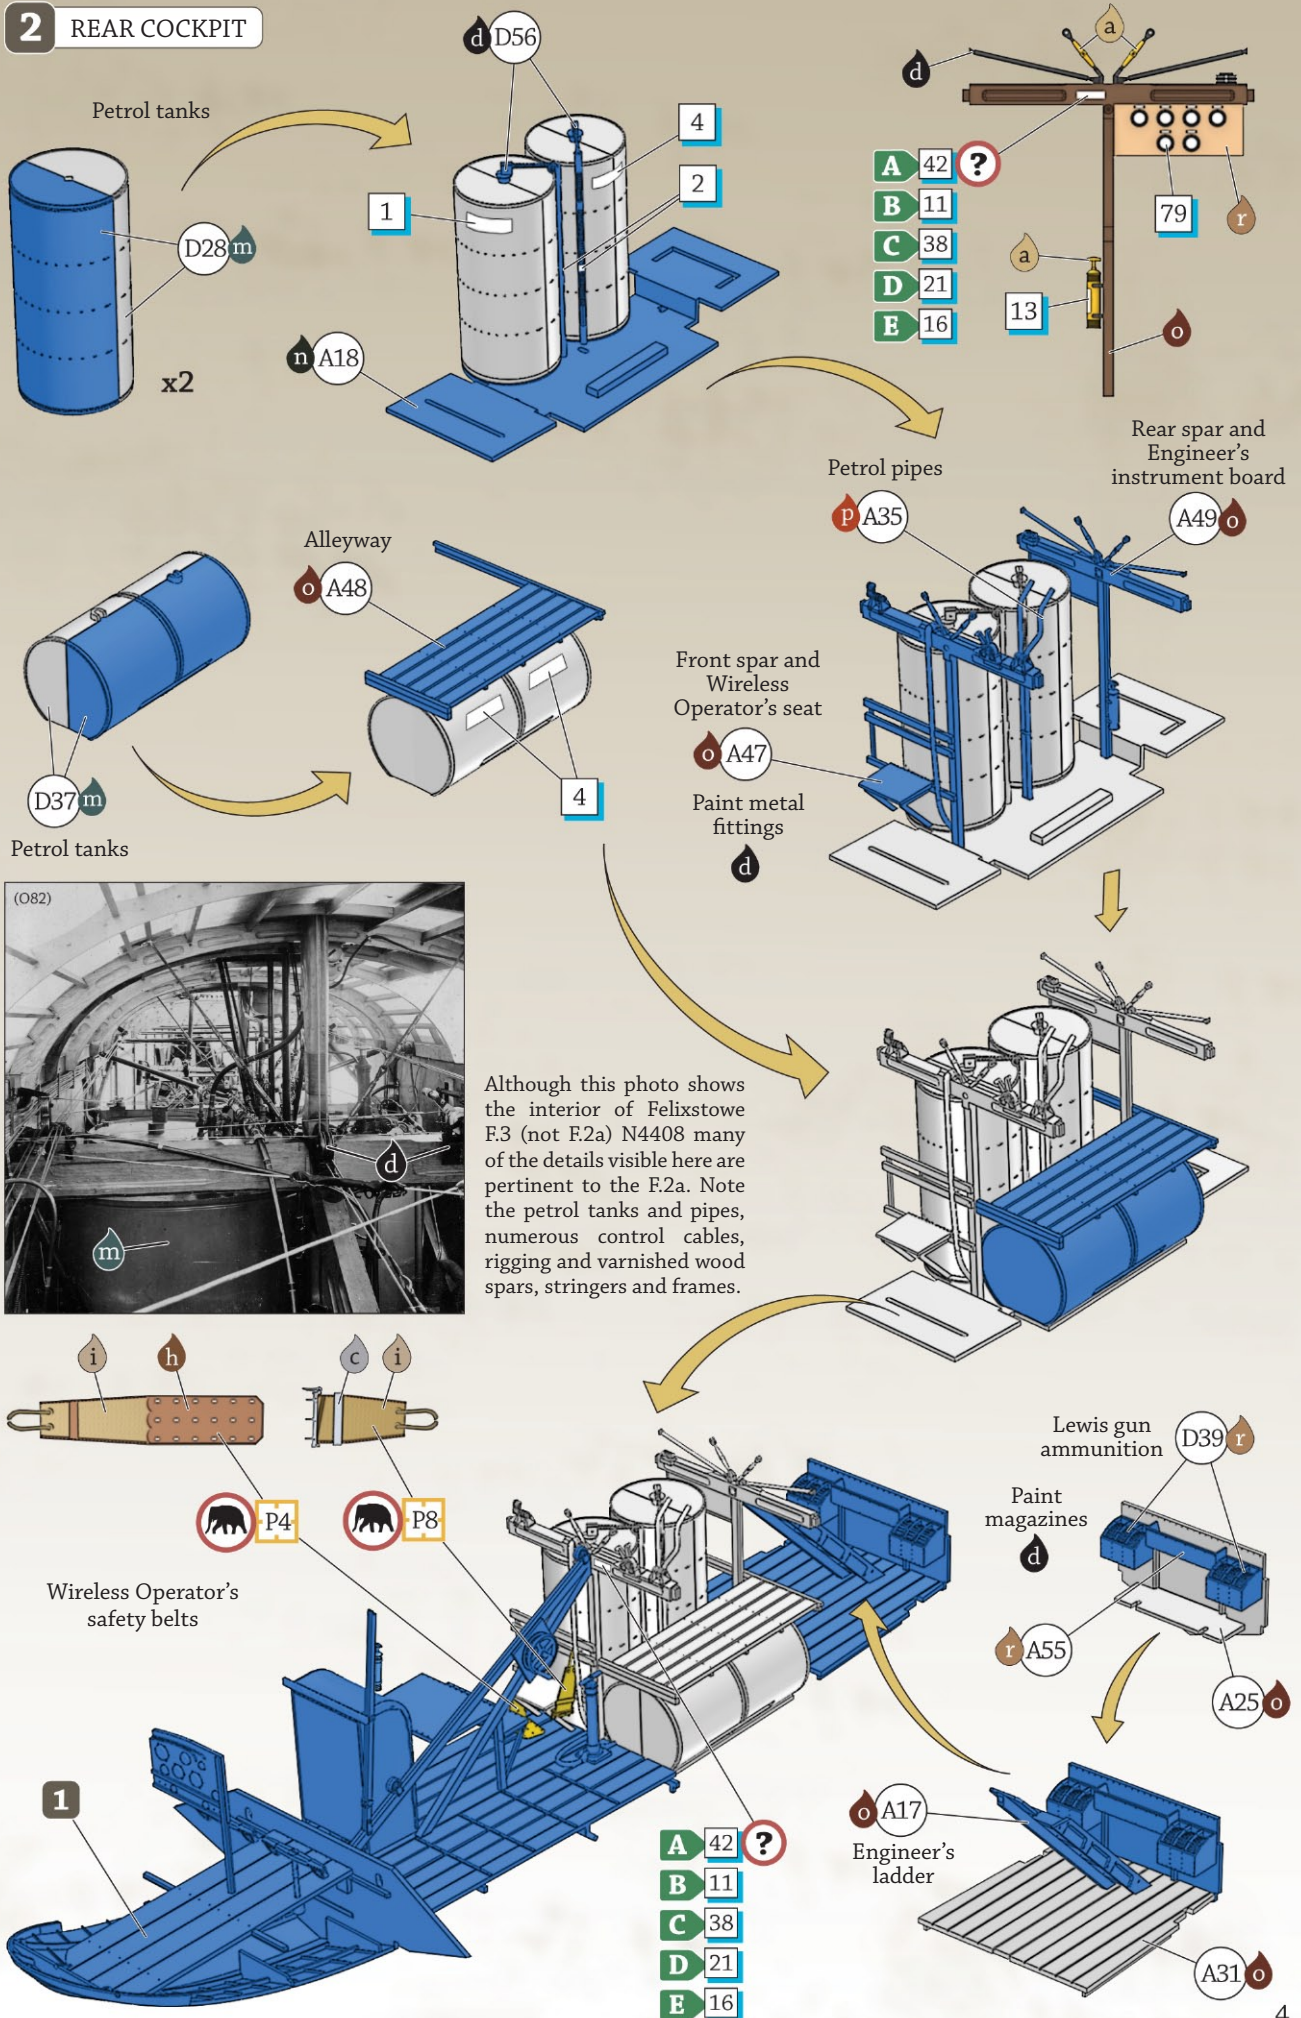 2 REAR COCKPIT
Petrol tanks
D28 m
x2
d D56
1
4
2
n A18
d
a
A 42 ?
B 11
C 38
D 21
E 16
79
r
a
13
o
Petrol pipes
p A35
Rear spar and
Engineer's
instrument board
A49 o
Alleyway
o A48
D37 m
Petrol tanks
4
Front spar and
Wireless
Operator's seat
o A47
Paint metal
fittings
d
(O82)
d
m
Although this photo shows
the interior of Felixstowe
F.3 (not F.2a) N4408 many
of the details visible here are
pertinent to the F.2a. Note
the petrol tanks and pipes,
numerous control cables,
rigging and varnished wood
spars, stringers and frames.
i
h
c
i
P4
P8
Wireless Operator's
safety belts
Lewis gun
ammunition
D39 r
Paint
magazines
d
r A55
A25 o
1
A 42 ?
B 11
C 38
D 21
E 16
o A17
Engineer's
ladder
A31 o
4